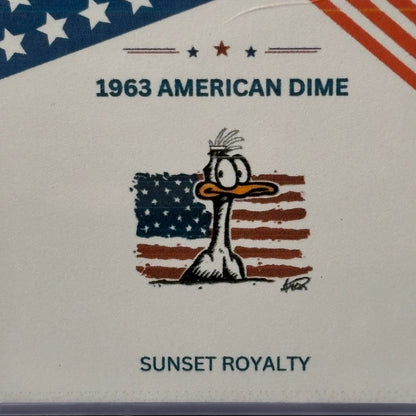 1963 AMERICAN DIME
SUNSET ROYALTY